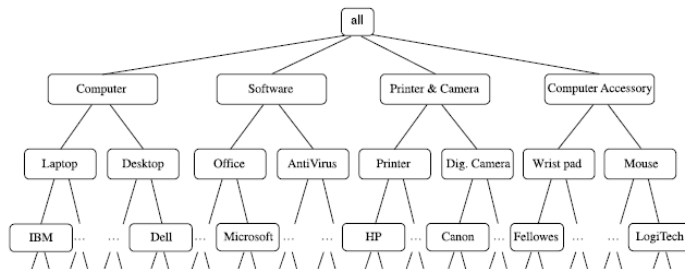 all
Computer
Software
Printer & Camera
Computer Accessory
Laptop
Desktop
Office
AntiVirus
Printer
Dig. Camera
Wrist pad
Mouse
IBM
...
...
Dell
...
Microsoft
...
...
HP
...
Canon
...
Fellowes
...
...
LogiTech